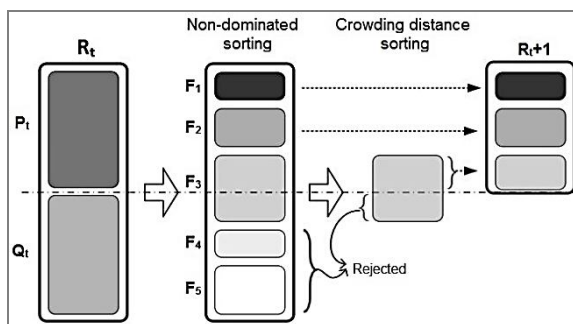 Non-dominated
sorting
Crowding distance
sorting
Rt
Rt+1
Pt
Qt
F1
F2
F3
F4
F5
Rejected